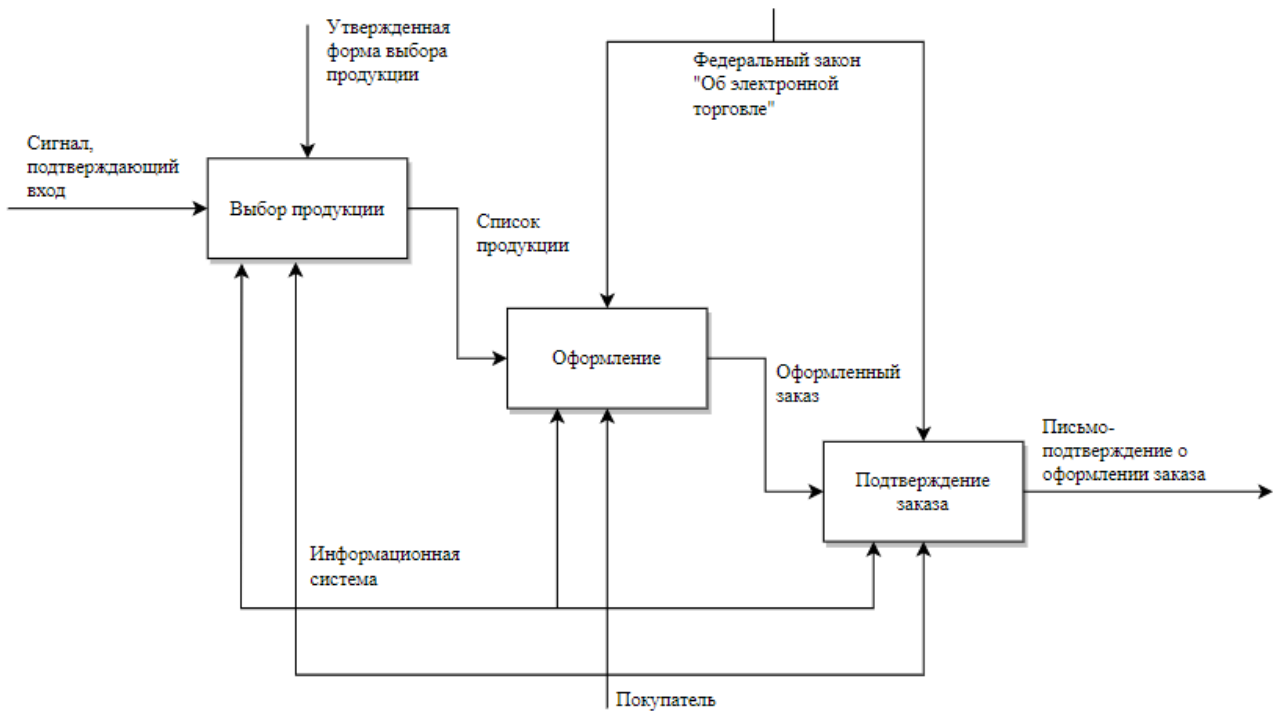 Утвержденная
форма выбора
продукции
Федеральный закон
"Об электронной
торговле"
Сигнал,
подтверждающий
вход
Выбор продукции
Список
продукции
Оформление
Оформленный
заказ
Письмо-
подтверждение о
оформлении заказа
Подтверждение
заказа
Информационная
система
Покупатель